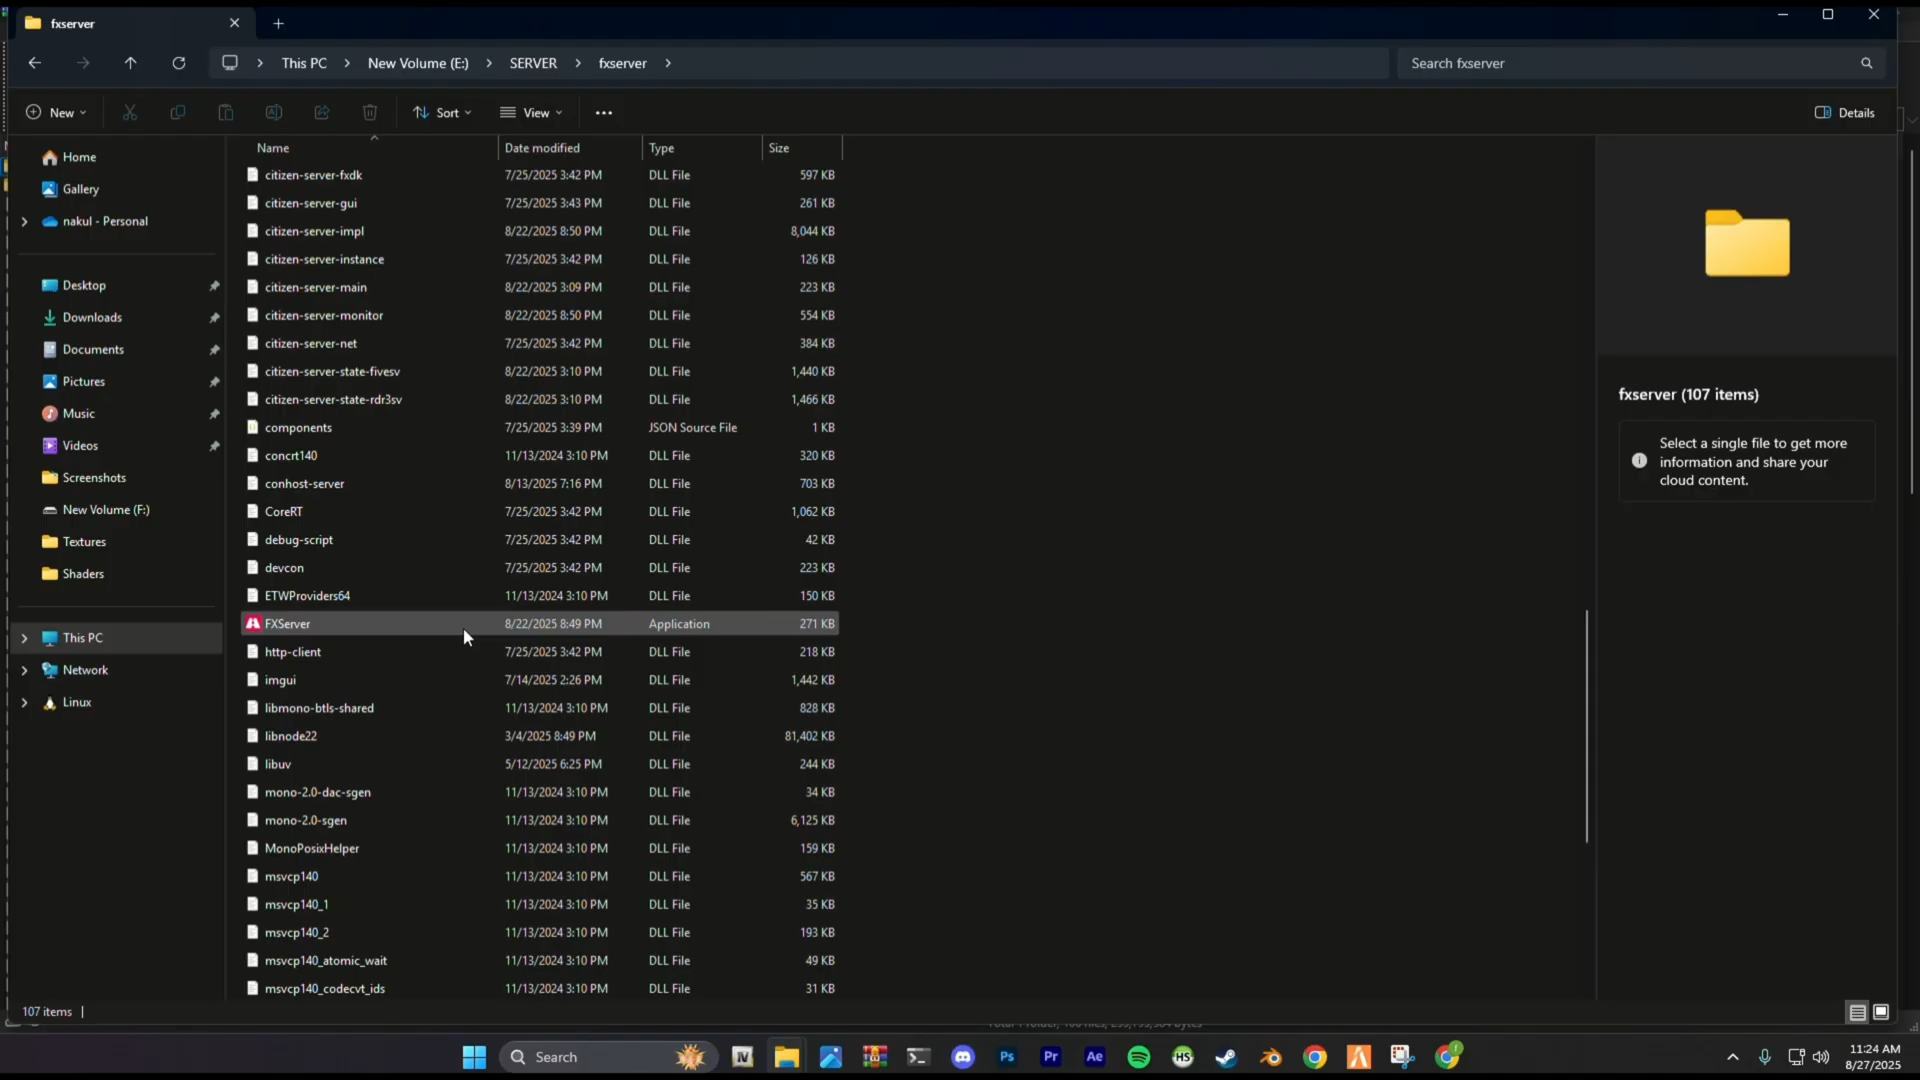 fxserver
This PC > New Volume (E:) > SERVER > fxserver >
Search fxserver
New
Sort
View
Details
Home
Gallery
nakul - Personal
Desktop
Downloads
Documents
Pictures
Music
Videos
Screenshots
New Volume (F:)
Textures
Shaders
This PC
Network
Linux
Name Date modified Type Size
citizen-server-fxdk 7/25/2025 3:42 PM DLL File 597 KB
citizen-server-gui 7/25/2025 3:43 PM DLL File 261 KB
citizen-server-impl 8/22/2025 8:50 PM DLL File 8,044 KB
citizen-server-instance 7/25/2025 3:42 PM DLL File 126 KB
citizen-server-main 8/22/2025 3:09 PM DLL File 223 KB
citizen-server-monitor 8/22/2025 8:50 PM DLL File 554 KB
citizen-server-net 7/25/2025 3:42 PM DLL File 384 KB
citizen-server-state-fivesv 8/22/2025 3:10 PM DLL File 1,440 KB
citizen-server-state-rdr3sv 8/22/2025 3:10 PM DLL File 1,466 KB
components 7/25/2025 3:39 PM JSON Source File 1 KB
concrt140 11/13/2024 3:10 PM DLL File 320 KB
conhost-server 8/13/2025 7:16 PM DLL File 703 KB
CoreRT 7/25/2025 3:42 PM DLL File 1,062 KB
debug-script 7/25/2025 3:42 PM DLL File 42 KB
devcon 7/25/2025 3:42 PM DLL File 223 KB
ETWProviders64 11/13/2024 3:10 PM DLL File 150 KB
FXServer 8/22/2025 8:49 PM Application 271 KB
http-client 7/25/2025 3:42 PM DLL File 218 KB
imgui 7/14/2025 2:26 PM DLL File 1,442 KB
libmono-btls-shared 11/13/2024 3:10 PM DLL File 828 KB
libnode22 3/4/2025 8:49 PM DLL File 81,402 KB
libuv 5/12/2025 6:25 PM DLL File 244 KB
mono-2.0-dac-sgen 11/13/2024 3:10 PM DLL File 34 KB
mono-2.0-sgen 11/13/2024 3:10 PM DLL File 6,125 KB
MonoPosixHelper 11/13/2024 3:10 PM DLL File 159 KB
msvcp140 11/13/2024 3:10 PM DLL File 567 KB
msvcp140_1 11/13/2024 3:10 PM DLL File 35 KB
msvcp140_2 11/13/2024 3:10 PM DLL File 193 KB
msvcp140_atomic_wait 11/13/2024 3:10 PM DLL File 49 KB
msvcp140_codecvt_ids 11/13/2024 3:10 PM DLL File 31 KB
fxserver (107 items)
Select a single file to get more
information and share your
cloud content.
107 items
Search
IV
Ps
Pr
Ae
HS
11:24 AM
8/27/2025